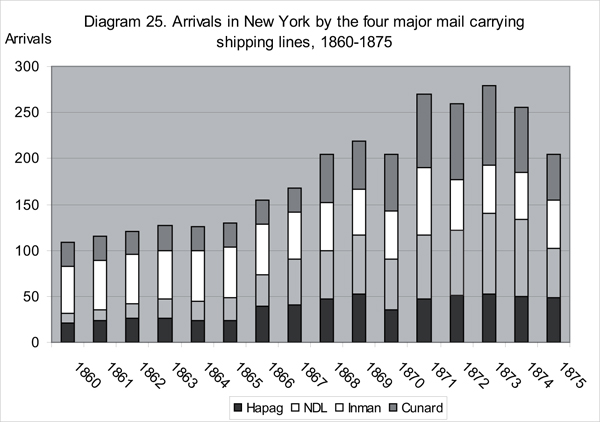 Diagram 25. Arrivals in New York by the four major mail carrying
shipping lines, 1860-1875
Arrivals
300
250
200
150
100
50
0
1860 1861 1862 1863 1864 1865 1866 1867 1868 1869 1870 1871 1872 1873 1874 1875
Hapag NDL Inman Cunard